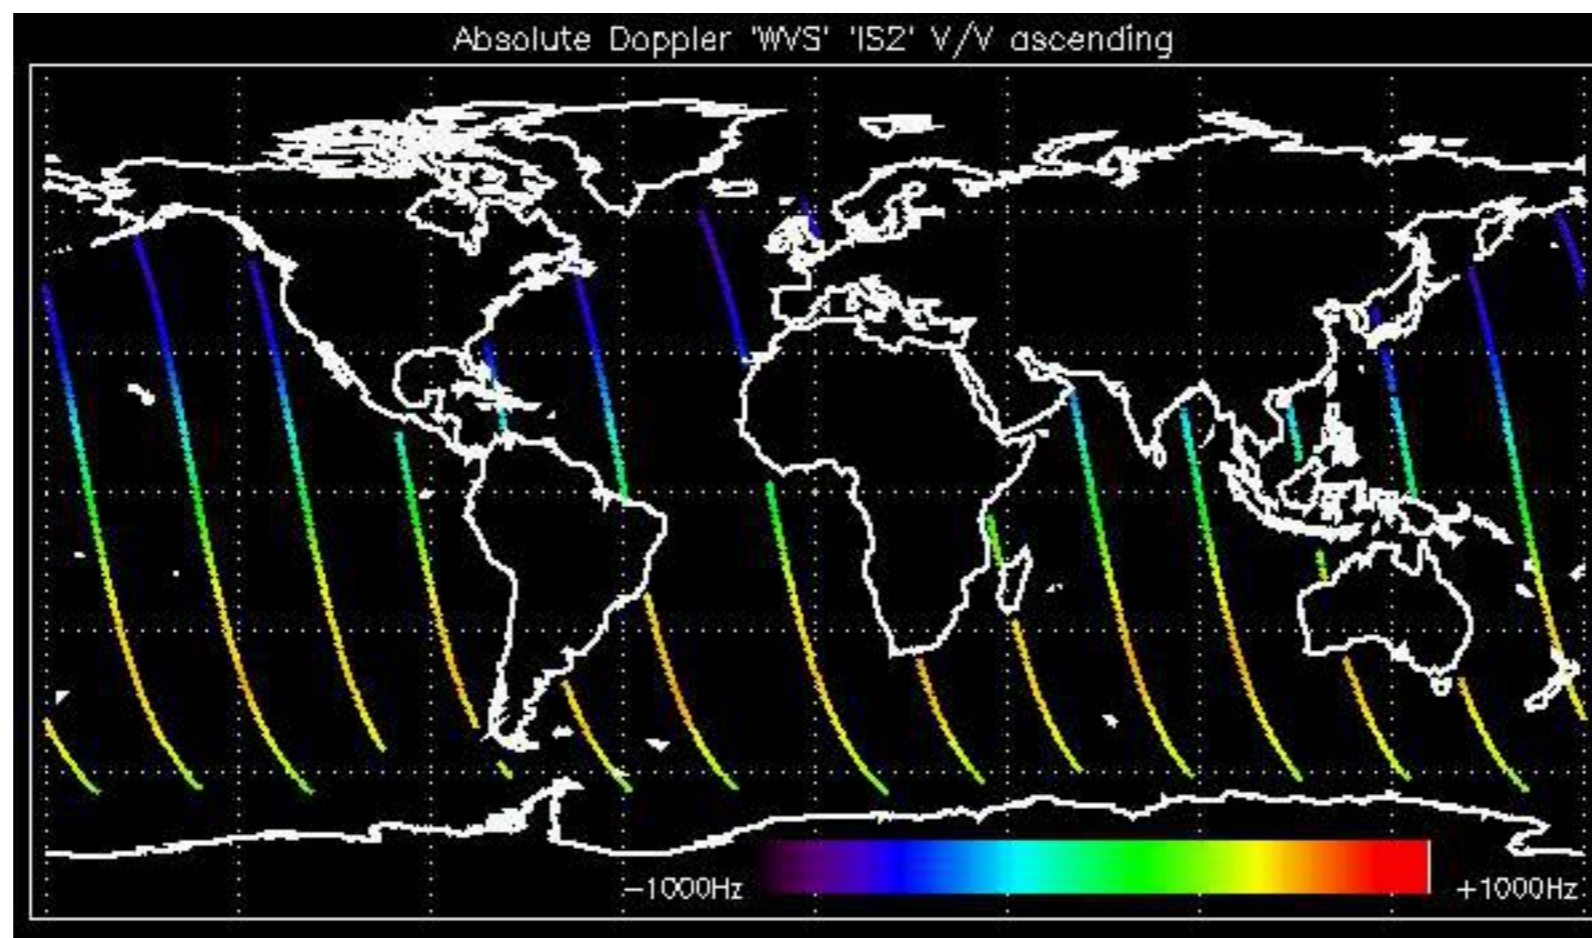 Absolute Doppler 'WVS' 'IS2' V/V ascending
−1000Hz +1000Hz